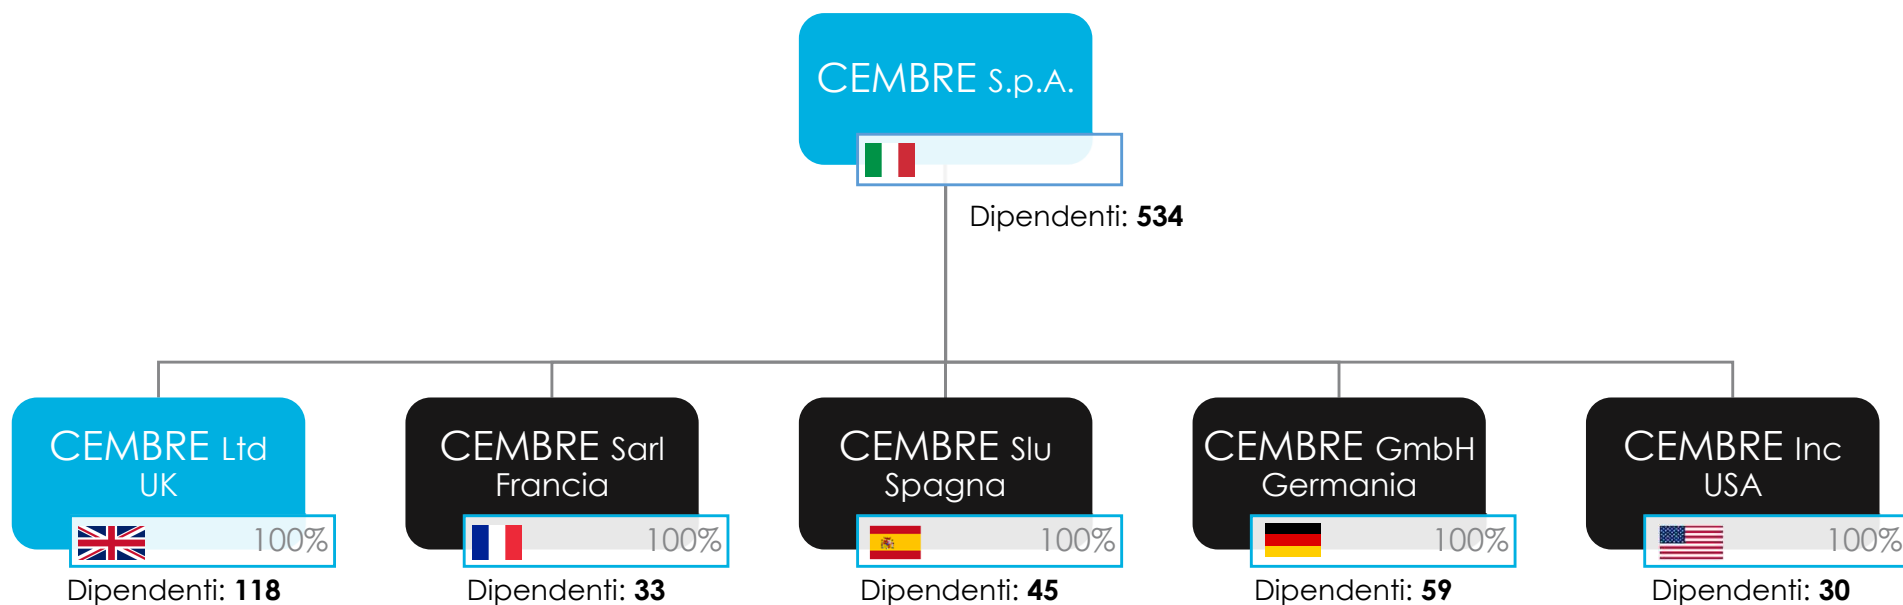 CEMBRE S.p.A.
Dipendenti: 534
CEMBRE Ltd
UK
100%
Dipendenti: 118
CEMBRE Sarl
Francia
100%
Dipendenti: 33
CEMBRE Slu
Spagna
100%
Dipendenti: 45
CEMBRE GmbH
Germania
100%
Dipendenti: 59
CEMBRE Inc
USA
100%
Dipendenti: 30